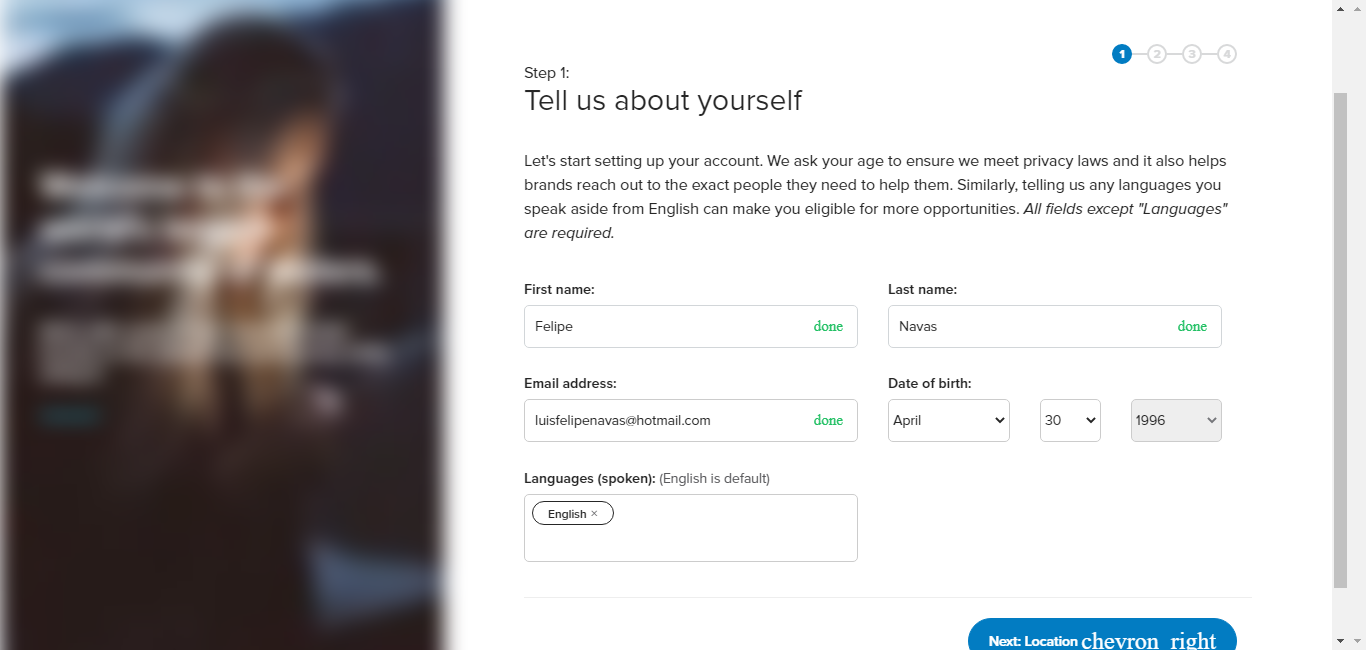 1 2 3 4
Step 1:
Tell us about yourself
Let's start setting up your account. We ask your age to ensure we meet privacy laws and it also helps
brands reach out to the exact people they need to help them. Similarly, telling us any languages you
speak aside from English can make you eligible for more opportunities. All fields except "Languages"
are required.
First name: Last name:
Felipe done Navas done
Email address: Date of birth:
luisfelipenavas@hotmail.com done April 30 1996
Languages (spoken): (English is default)
English ×
Next: Location chevron_right